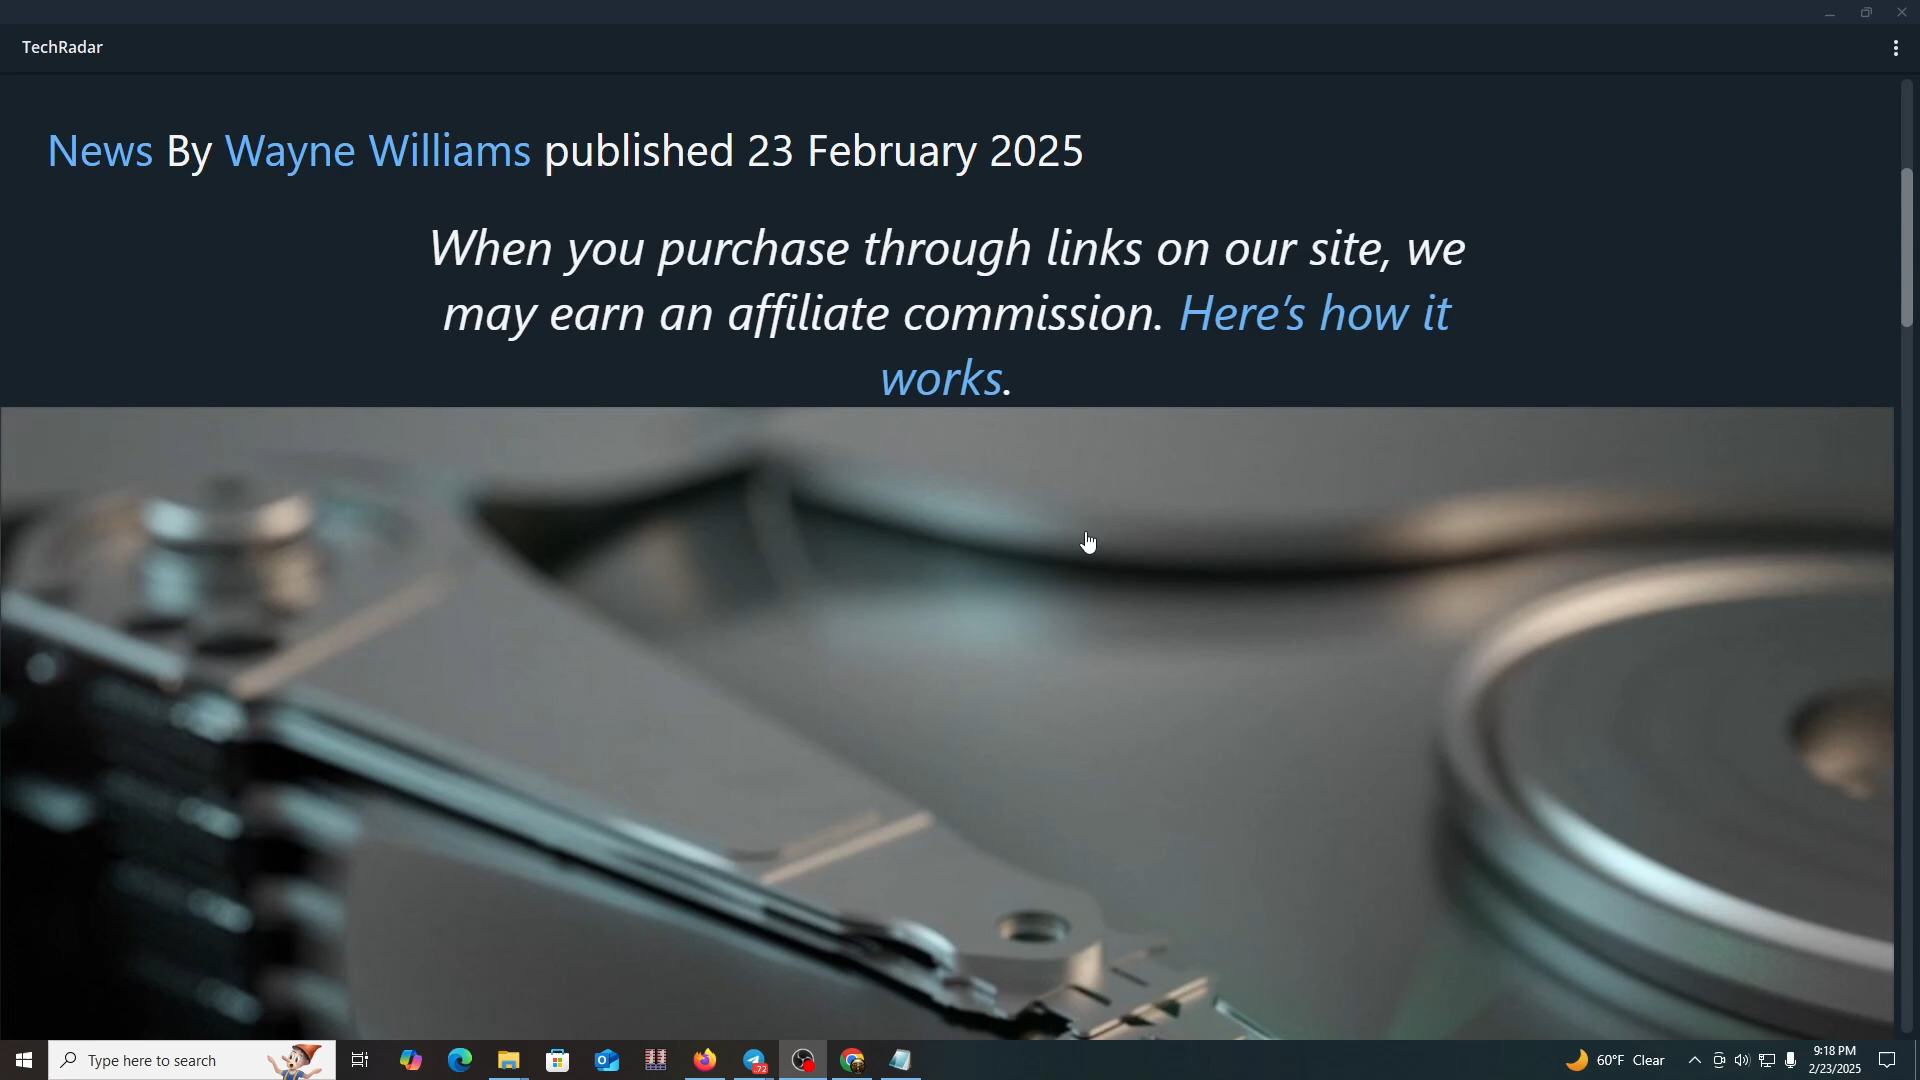 TechRadar
News By Wayne Williams published 23 February 2025
When you purchase through links on our site, we
may earn an affiliate commission. Here’s how it
works.
Type here to search
72
60°F Clear
9:18 PM
2/23/2025